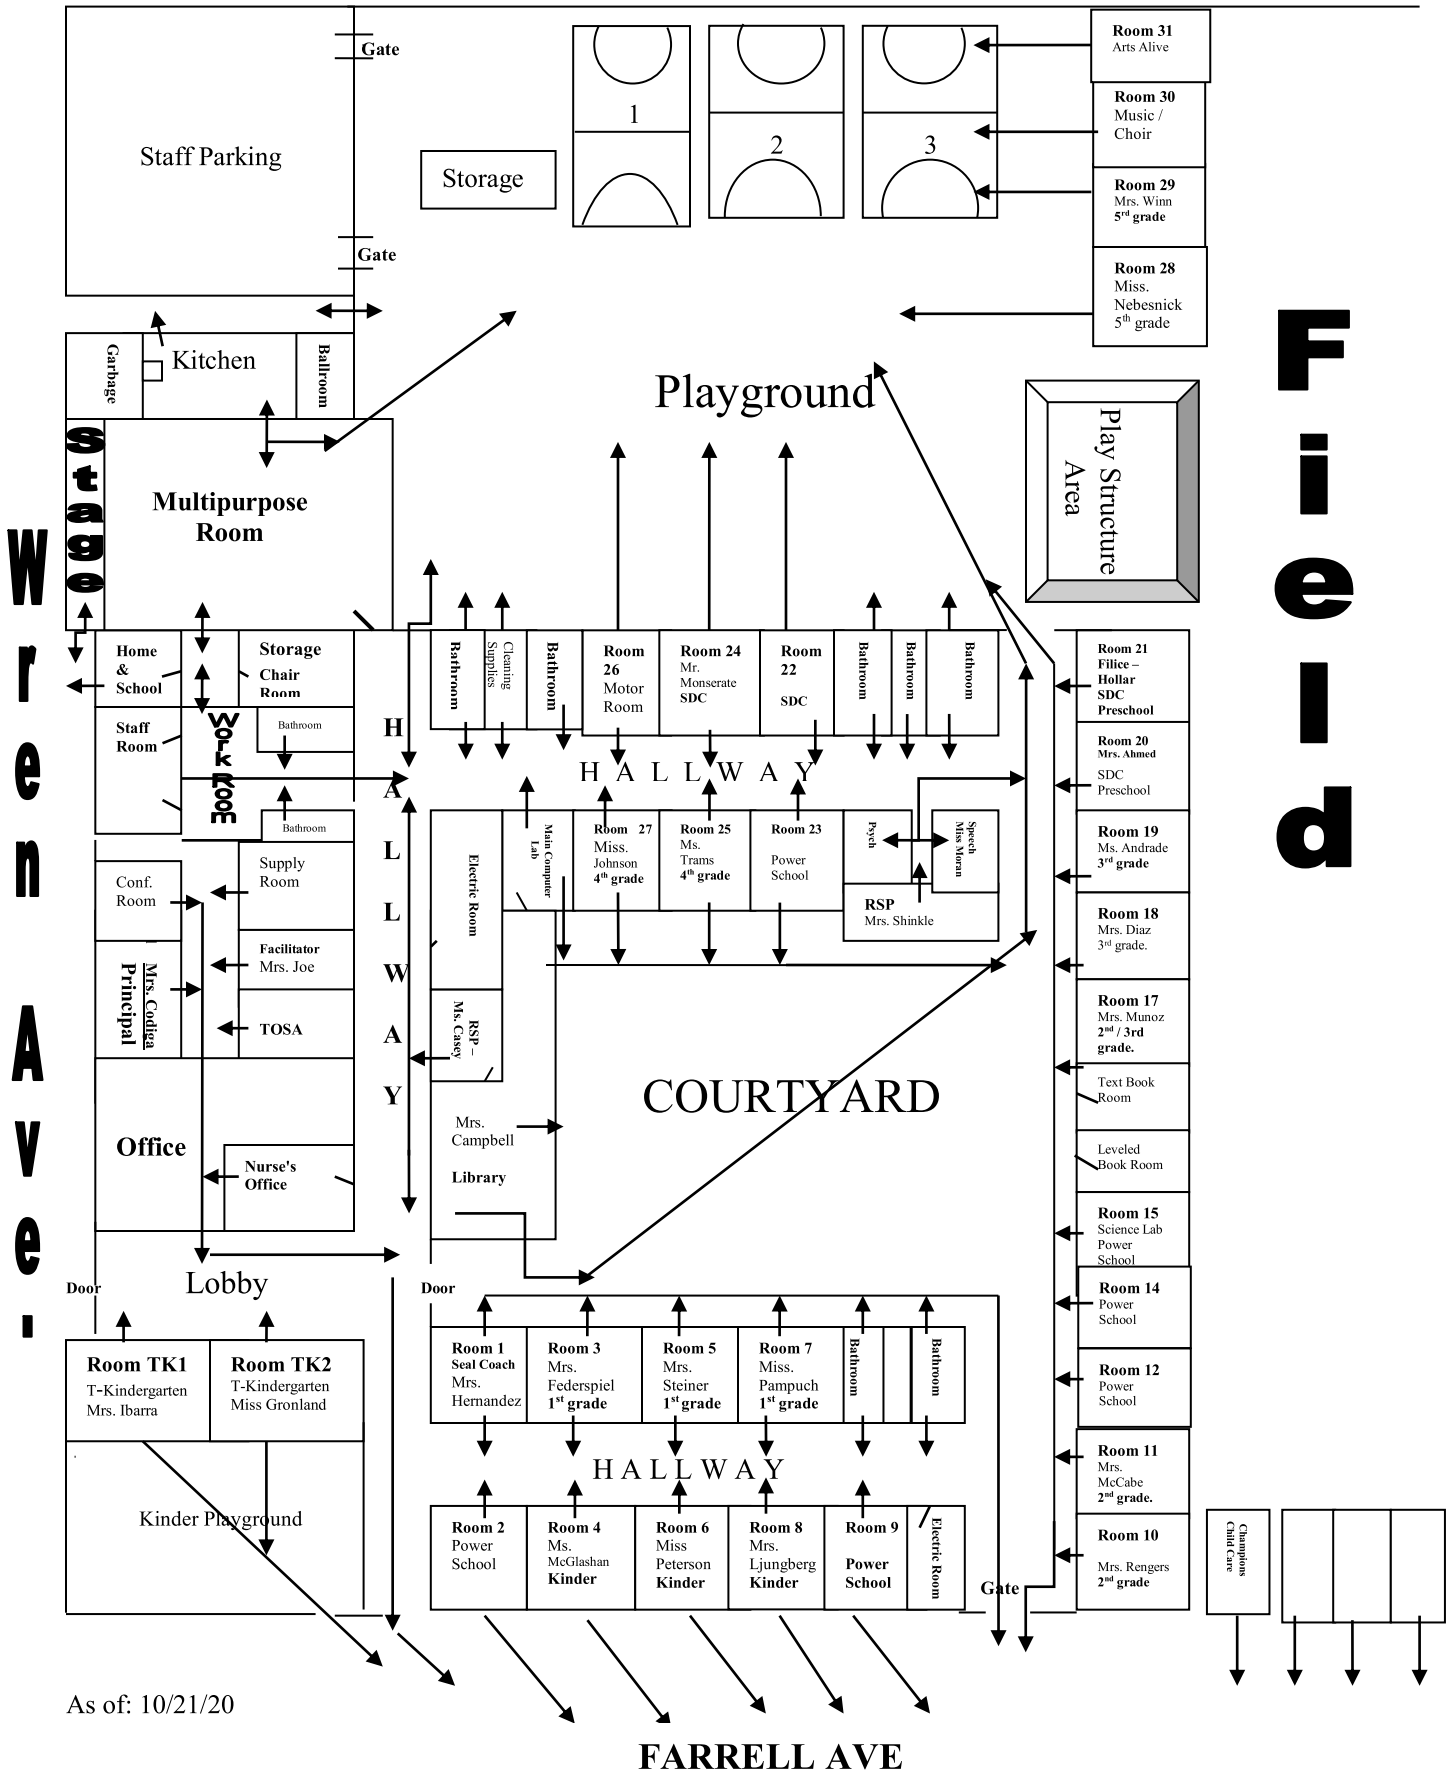 Gate
Staff Parking
Gate
Storage
1
2
3
Room 31
Arts Alive
Room 30
Music /
Choir
Room 29
Mrs. Winn
5rd grade
Room 28
Miss.
Nebesnick
5th grade
Field
Garbage
Kitchen
Ballroom
Playground
Play Structure
Area
Stage
Multipurpose
Room
Wren Ave.
Home
&
School
Storage
Chair
Room
Staff
Room
Work Room
Bathroom
Bathroom
Supply
Room
Conf.
Room
Facilitator
Mrs. Joe
Mrs. Codiga
Principal
TOSA
Office
Nurse's
Office
Lobby
Door
HALLWAY
Bathroom
Cleaning
Supplies
Bathroom
Room
26
Motor
Room
Room 24
Mr.
Monserate
SDC
Room
22
SDC
Bathroom
Bathroom
Bathroom
HALLWAY
Electric Room
Main Computer
Lab
Room 27
Miss.
Johnson
4th grade
Room 25
Ms.
Trams
4th grade
Room 23
Power
School
Psych
Speech
Miss Moran
RSP
Mrs. Shinkle
RSP –
Ms. Casey
Mrs.
Campbell
Library
COURTYARD
Room 21
Filice –
Hollar
SDC
Preschool
Room 20
Mrs. Ahmed
SDC
Preschool
Room 19
Ms. Andrade
3rd grade
Room 18
Mrs. Diaz
3rd grade.
Room 17
Mrs. Munoz
2nd / 3rd
grade.
Text Book
Room
Leveled
Book Room
Room 15
Science Lab
Power
School
Room 14
Power
School
Room 12
Power
School
Room 11
Mrs.
McCabe
2nd grade.
Room 10
Mrs. Rengers
2nd grade
Door
Room TK1
T-Kindergarten
Mrs. Ibarra
Room TK2
T-Kindergarten
Miss Gronland
Kinder Playground
Room 1
Seal Coach
Mrs.
Hernandez
Room 3
Mrs.
Federspiel
1st grade
Room 5
Mrs.
Steiner
1st grade
Room 7
Miss.
Pampuch
1st grade
Bathroom
Bathroom
HALLWAY
Room 2
Power
School
Room 4
Ms.
McGlashan
Kinder
Room 6
Miss
Peterson
Kinder
Room 8
Mrs.
Ljungberg
Kinder
Room 9
Power
School
Electric Room
Gate
Champions
Child Care
As of: 10/21/20
FARRELL AVE